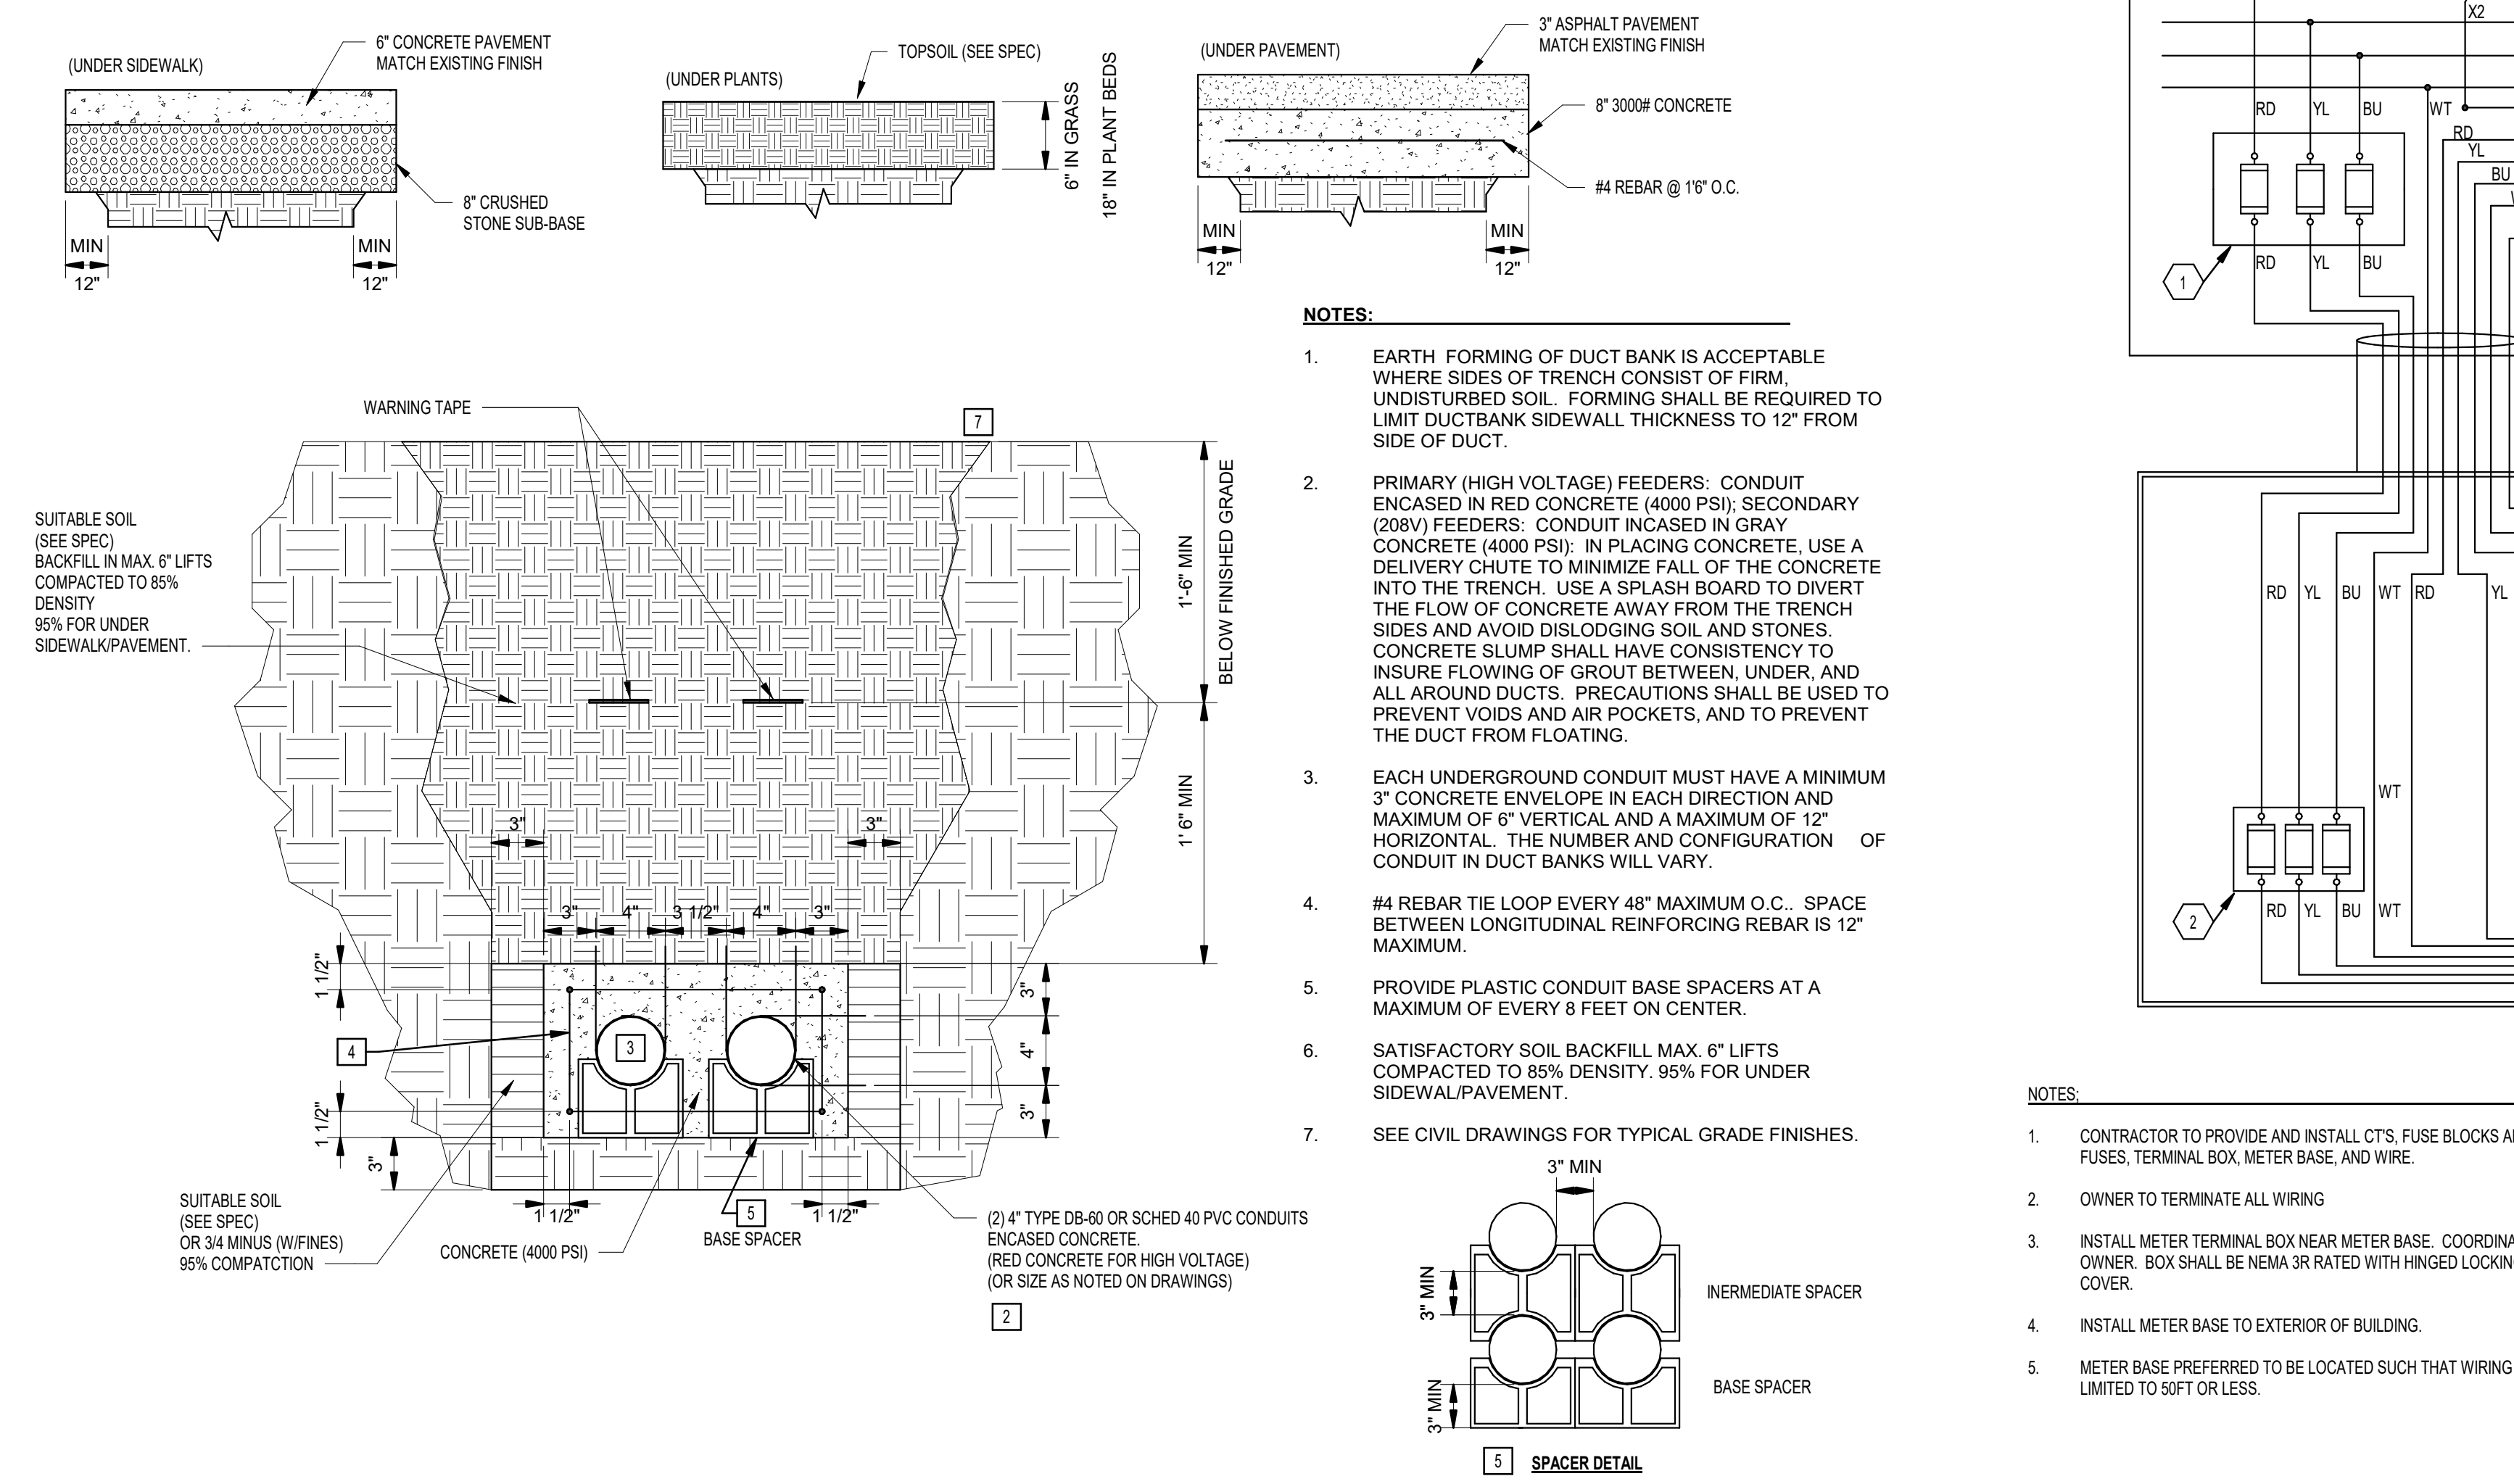 (UNDER SIDEWALK)
6" CONCRETE PAVEMENT
MATCH EXISTING FINISH
8" CRUSHED
STONE SUB-BASE
MIN
12"
MIN
12"
(UNDER PLANTS)
TOPSOIL (SEE SPEC)
6" IN GRASS
18" IN PLANT BEDS
(UNDER PAVEMENT)
3" ASPHALT PAVEMENT
MATCH EXISTING FINISH
8" 3000# CONCRETE
#4 REBAR @ 1'6" O.C.
MIN
12"
MIN
12"
WARNING TAPE
7
SUITABLE SOIL
(SEE SPEC)
BACKFILL IN MAX. 6" LIFTS
COMPACTED TO 85%
DENSITY
95% FOR UNDER
SIDEWALK/PAVEMENT.
1'-6" MIN
BELOW FINISHED GRADE
1' 6" MIN
3"
3"
3"
4"
3 1/2"
4"
3"
1 1/2"
3"
4
3
4"
1 1/2"
3"
3"
1 1/2"
5
1 1/2"
BASE SPACER
SUITABLE SOIL
(SEE SPEC)
OR 3/4 MINUS (W/FINES)
95% COMPATCTION
CONCRETE (4000 PSI)
(2) 4" TYPE DB-60 OR SCHED 40 PVC CONDUITS
ENCASED CONCRETE.
(RED CONCRETE FOR HIGH VOLTAGE)
(OR SIZE AS NOTED ON DRAWINGS)
2
NOTES:
1. EARTH FORMING OF DUCT BANK IS ACCEPTABLE
WHERE SIDES OF TRENCH CONSIST OF FIRM,
UNDISTURBED SOIL. FORMING SHALL BE REQUIRED TO
LIMIT DUCTBANK SIDEWALL THICKNESS TO 12" FROM
SIDE OF DUCT.
2. PRIMARY (HIGH VOLTAGE) FEEDERS: CONDUIT
ENCASED IN RED CONCRETE (4000 PSI); SECONDARY
(208V) FEEDERS: CONDUIT INCASED IN GRAY
CONCRETE (4000 PSI): IN PLACING CONCRETE, USE A
DELIVERY CHUTE TO MINIMIZE FALL OF THE CONCRETE
INTO THE TRENCH. USE A SPLASH BOARD TO DIVERT
THE FLOW OF CONCRETE AWAY FROM THE TRENCH
SIDES AND AVOID DISLODGING SOIL AND STONES.
CONCRETE SLUMP SHALL HAVE CONSISTENCY TO
INSURE FLOWING OF GROUT BETWEEN, UNDER, AND
ALL AROUND DUCTS. PRECAUTIONS SHALL BE USED TO
PREVENT VOIDS AND AIR POCKETS, AND TO PREVENT
THE DUCT FROM FLOATING.
3. EACH UNDERGROUND CONDUIT MUST HAVE A MINIMUM
3" CONCRETE ENVELOPE IN EACH DIRECTION AND
MAXIMUM OF 6" VERTICAL AND A MAXIMUM OF 12"
HORIZONTAL. THE NUMBER AND CONFIGURATION OF
CONDUIT IN DUCT BANKS WILL VARY.
4. #4 REBAR TIE LOOP EVERY 48" MAXIMUM O.C.. SPACE
BETWEEN LONGITUDINAL REINFORCING REBAR IS 12"
MAXIMUM.
5. PROVIDE PLASTIC CONDUIT BASE SPACERS AT A
MAXIMUM OF EVERY 8 FEET ON CENTER.
6. SATISFACTORY SOIL BACKFILL MAX. 6" LIFTS
COMPACTED TO 85% DENSITY. 95% FOR UNDER
SIDEWAL/PAVEMENT.
7. SEE CIVIL DRAWINGS FOR TYPICAL GRADE FINISHES.
3" MIN
3" MIN
INERMEDIATE SPACER
3" MIN
BASE SPACER
5 SPACER DETAIL
X2
RD YL BU WT
RD
YL
BU
RD YL BU
1
RD YL BU WT RD YL
WT
RD YL BU WT
2
NOTES;
1. CONTRACTOR TO PROVIDE AND INSTALL CT'S, FUSE BLOCKS
FUSES, TERMINAL BOX, METER BASE, AND WIRE.
2. OWNER TO TERMINATE ALL WIRING
3. INSTALL METER TERMINAL BOX NEAR METER BASE. COORDINA
OWNER. BOX SHALL BE NEMA 3R RATED WITH HINGED LOCKIN
COVER.
4. INSTALL METER BASE TO EXTERIOR OF BUILDING.
5. METER BASE PREFERRED TO BE LOCATED SUCH THAT WIRING
LIMITED TO 50FT OR LESS.